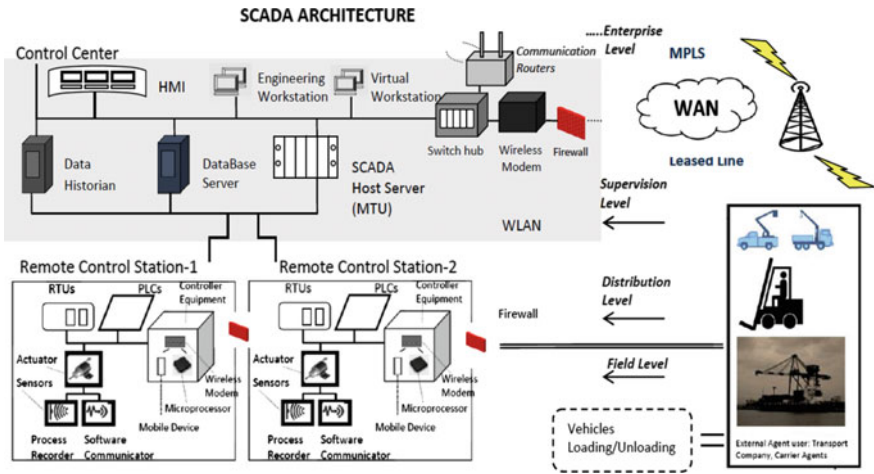 SCADA ARCHITECTURE
Control Center
HMI
Engineering
Workstation
Virtual
Workstation
Communication
Routers
.....Enterprise
Level
MPLS
WAN
Leased Line
Data
Historian
DataBase
Server
SCADA
Host Server
(MTU)
Switch hub
Wireless
Modem
Firewall
WLAN
Supervision
Level
Remote Control Station-1
RTUs
PLCs
Controller
Equipment
Actuator
Sensors
Wireless
Modem
Microprocessor
Mobile Device
Process
Recorder
Software
Communicator
Remote Control Station-2
RTUs
PLCs
Controller
Equipment
Actuator
Sensors
Wireless
Modem
Microprocessor
Mobile Device
Process
Recorder
Software
Communicator
Firewall
Distribution
Level
Field Level
Vehicles
Loading/Unloading
External Agent user: Transport
Company, Carrier Agents